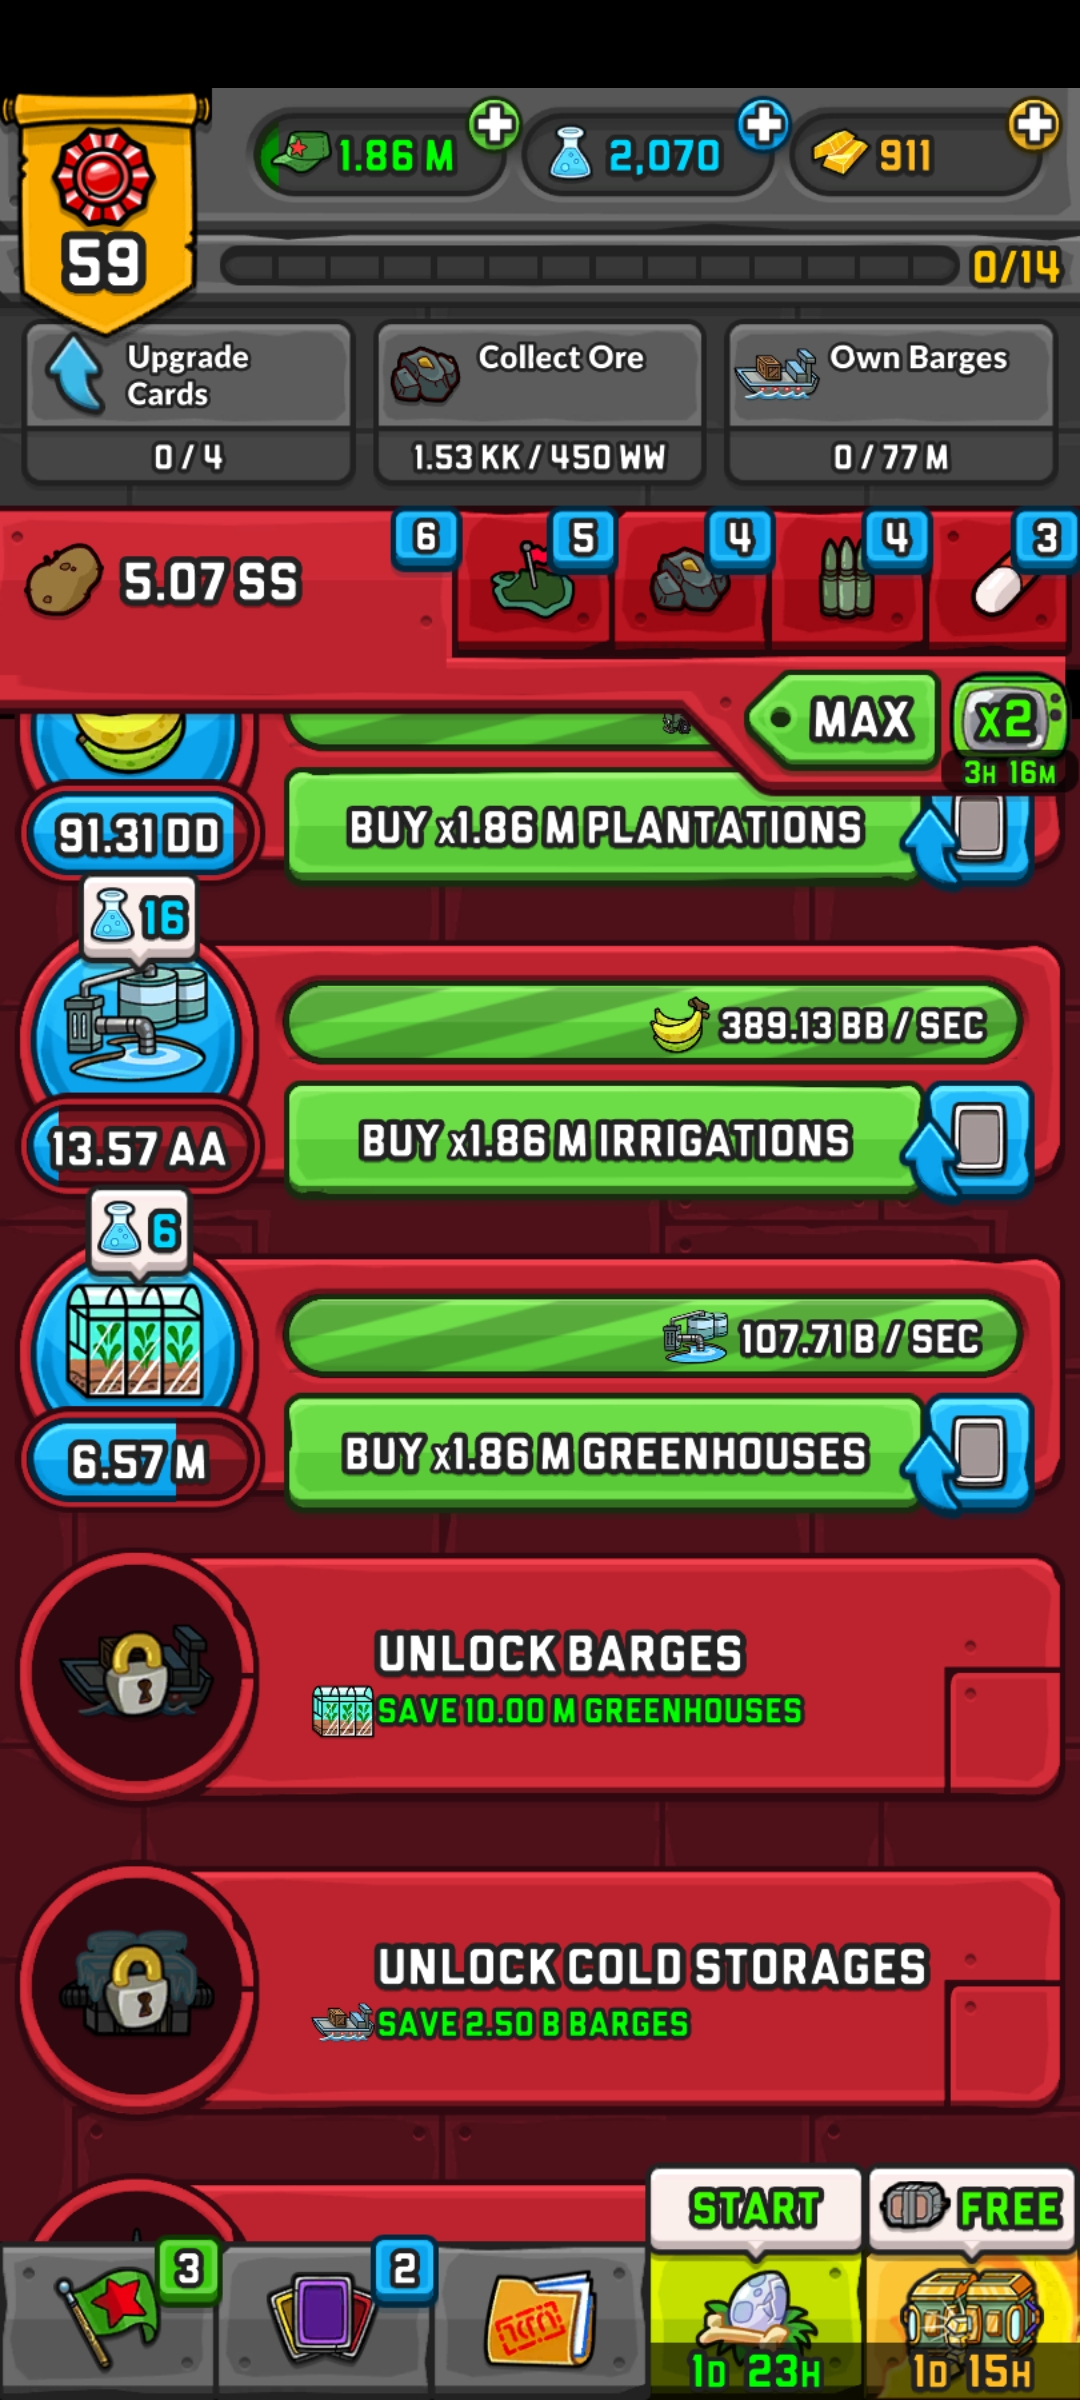 59
1.86 M
2,070
911
0/14
Upgrade
Cards
0 / 4
Collect Ore
1.53 KK / 450 WW
Own Barges
0 / 77 M
5.07 SS
6
5
4
4
3
MAX
x2
3H 16M
91.31 DD
BUY x1.86 M PLANTATIONS
16
389.13 BB / SEC
13.57 AA
BUY x1.86 M IRRIGATIONS
6
107.71 B / SEC
6.57 M
BUY x1.86 M GREENHOUSES
UNLOCK BARGES
SAVE 10.00 M GREENHOUSES
UNLOCK COLD STORAGES
SAVE 2.50 B BARGES
START
FREE
3
2
1D 23H
1D 15H